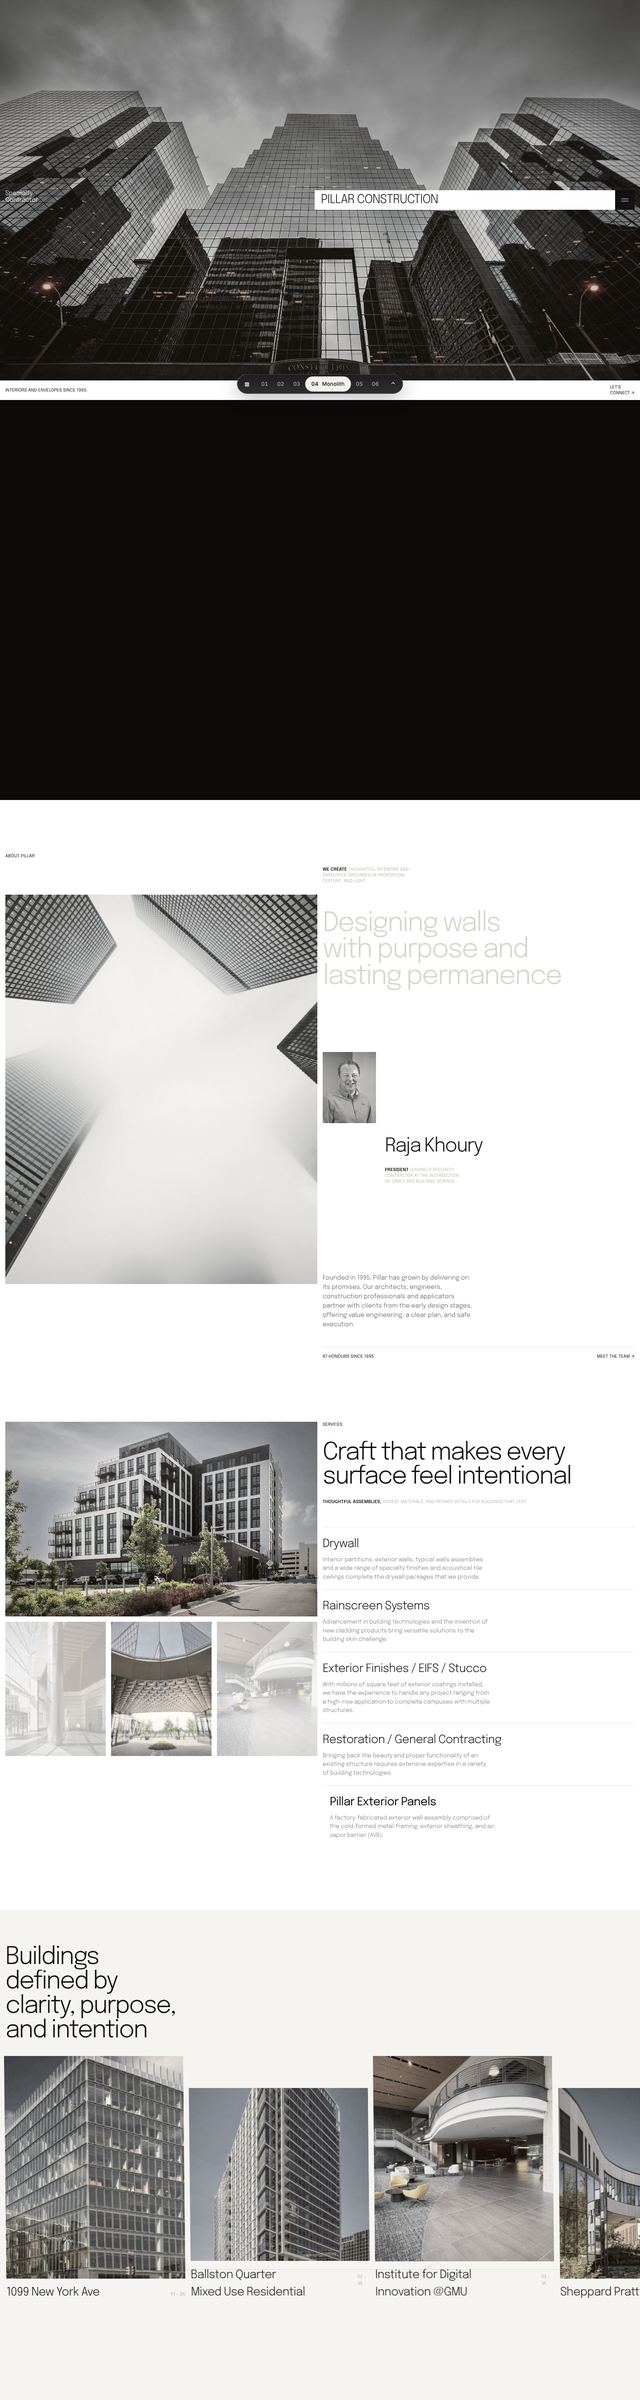 Specialty
Contractor
PILLAR CONSTRUCTION
INTERIORS AND ENVELOPES SINCE 1995.
01 02 03 04 Monolith 05 06
LET'S
CONNECT ↗
ABOUT PILLAR
WE CREATE THOUGHTFUL INTERIORS AND
ENVELOPES GROUNDED IN PROPORTION,
TEXTURE, AND LIGHT.
Designing walls
with purpose and
lasting permanence
Raja Khoury
PRESIDENT LEADING A SPECIALTY
CONTRACTOR AT THE INTERSECTION
OF CRAFT AND BUILDING SCIENCE.
Founded in 1995, Pillar has grown by delivering on
its promises. Our architects, engineers,
construction professionals and applicators
partner with clients from the early design stages,
offering value engineering, a clear plan, and safe
execution.
47 HONOURS SINCE 1995
MEET THE TEAM ↗
SERVICES
Craft that makes every
surface feel intentional
THOUGHTFUL ASSEMBLIES, HONEST MATERIALS, AND REFINED DETAILS FOR BUILDINGS THAT LAST.
Drywall
Interior partitions, exterior walls, typical walls assemblies
and a wide range of specialty finishes and acoustical tile
ceilings complete the drywall packages that we provide.
Rainscreen Systems
Advancement in building technologies and the invention of
new cladding products bring versatile solutions to the
building skin challenge.
Exterior Finishes / EIFS / Stucco
With millions of square feet of exterior coatings installed,
we have the experience to handle any project ranging from
a high-rise application to complete campuses with multiple
structures.
Restoration / General Contracting
Bringing back the beauty and proper functionality of an
existing structure requires extensive expertise in a variety
of building technologies.
Pillar Exterior Panels
A factory-fabricated exterior wall assembly comprised of
the cold-formed metal-framing, exterior sheathing, and air-
vapor barrier (AVB).
Buildings
defined by
clarity, purpose,
and intention
1099 New York Ave
01 - DC
Ballston Quarter
Mixed Use Residential
02 -
VA
Institute for Digital
Innovation @GMU
03 -
VA
Sheppard Pratt